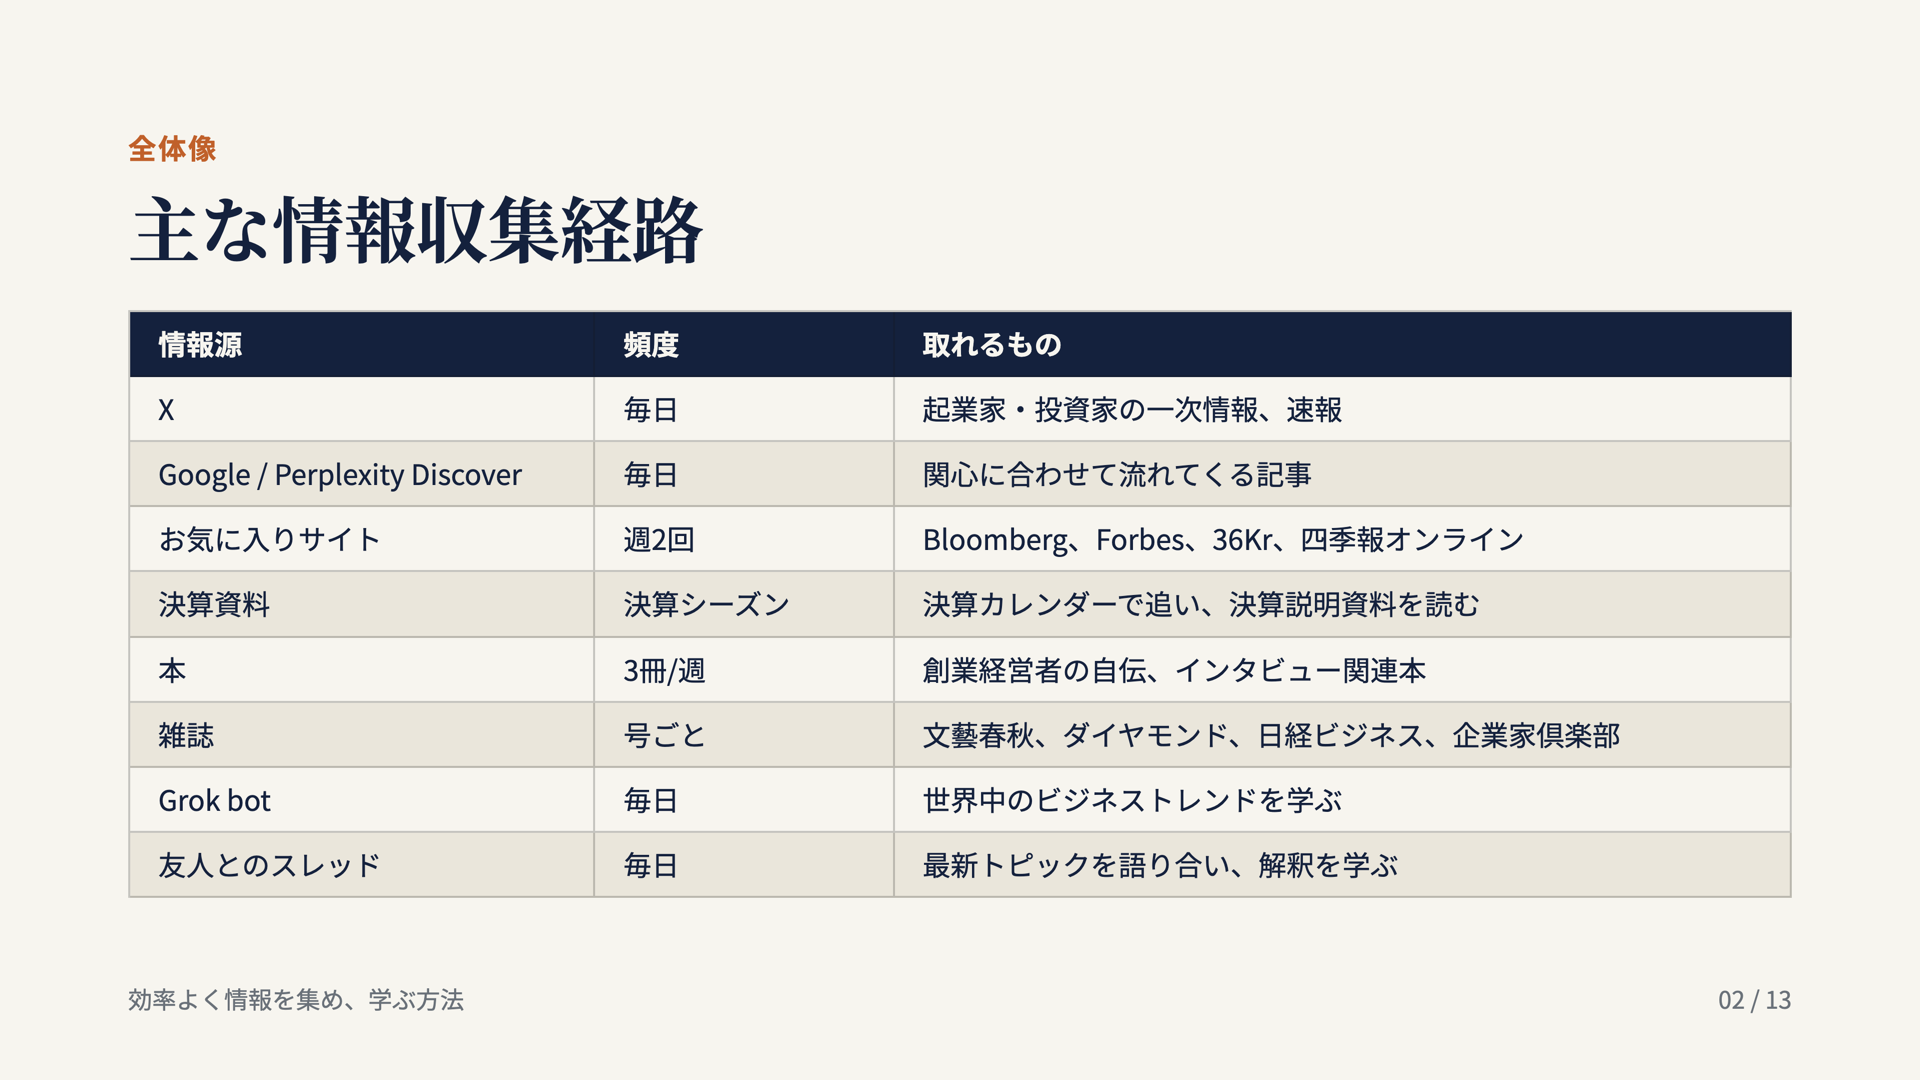 全体像
主な情報収集経路
情報源 頻度 取れるもの
X 毎日 起業家・投資家の一次情報、速報
Google / Perplexity Discover 毎日 関心に合わせて流れてくる記事
お気に入りサイト 週2回 Bloomberg、Forbes、36Kr、四季報オンライン
決算資料 決算シーズン 決算カレンダーで追い、決算説明資料を読む
本 3冊/週 創業経営者の自伝、インタビュー関連本
雑誌 号ごと 文藝春秋、ダイヤモンド、日経ビジネス、企業家倶楽部
Grok bot 毎日 世界中のビジネストレンドを学ぶ
友人とのスレッド 毎日 最新トピックを語り合い、解釈を学ぶ
効率よく情報を集め、学ぶ方法
02 / 13